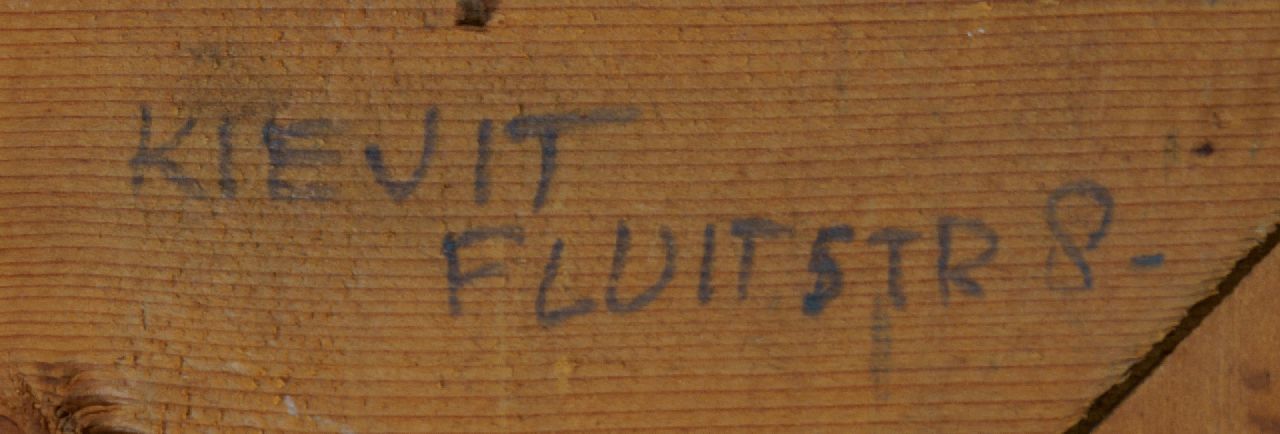 KIEVIT
FLUITSTR 8-